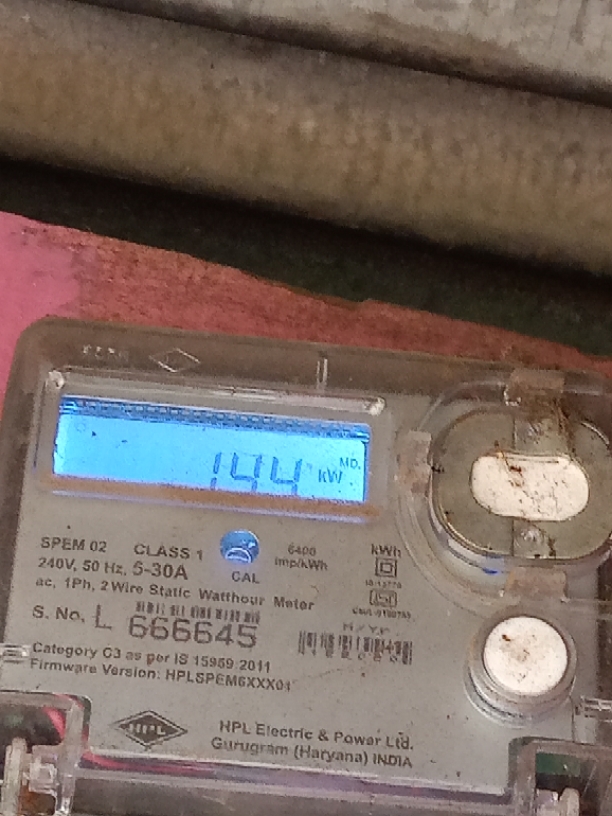 144 kW MD.
SPEM 02 CLASS 1
240V, 50 Hz, 5-30A
ac, 1Ph, 2 Wire Static Watthour Meter
CAL
6400
imp/kWh
kWh
S. No. L 666645
Category C3 as per IS 15959 2011
Firmware Version: HPLSPEM6XXX01
HPL
HPL Electric & Power Ltd.
Gurugram (Haryana) INDIA